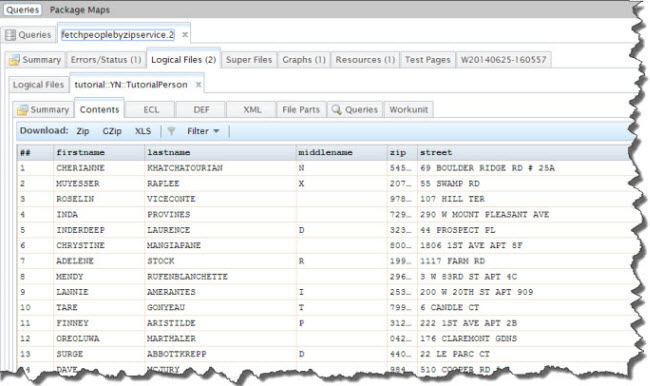 Queries Package Maps
Queries fetchpeoplebyzipservice.2 x
Summary Errors/Status (1) Logical Files (2) Super Files Graphs (1) Resources (1) Test Pages W20140625-160557
Logical Files tutorial::YN::TutorialPerson x
Summary Contents ECL DEF XML File Parts Queries Workunit
Download: Zip GZip XLS Filter
## firstname lastname middlename zip street
1 CHERIANNE KHATCHATOURIAN N 545… 69 BOULDER RIDGE RD # 25A
2 MUYESSER RAPLEE X 207… 55 SWAMP RD
3 ROSELIN VICECONTE 978… 107 HILL TER
4 INDA PROVINES 729… 290 W MOUNT PLEASANT AVE
5 INDERDEEP LAURENCE D 323… 44 PROSPECT PL
6 CHRYSTINE MANGIAPANE 800… 1806 1ST AVE APT 8F
7 ADELENE STOCK R 199… 1117 FARM RD
8 MENDY RUFENBLANCHETTE 296… 3 W 83RD ST APT 4C
9 LANNIE AMERANTES I 253… 200 W 20TH ST APT 909
10 TARE GONYEAU T 799… 6 CANDLE CT
11 FINNEY ARISTILDE P 312… 222 1ST AVE APT 2B
12 OREOLUWA MARTHALER 042… 176 CLAREMONT GDNS
13 SURGE ABBOTTKREPP D 440… 22 LE PARC CT
14 DAVE MCJURY 984 510 COOPER RD